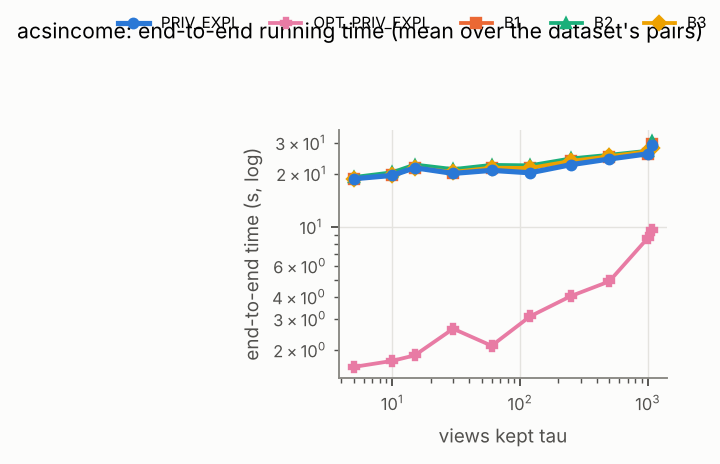 PRIV_EXPL OPT_PRIV_EXPL B1 B2 B3
acsincome: end-to-end running time (mean over the dataset's pairs)
end-to-end time (s, log)
3 × 10¹
2 × 10¹
10¹
6 × 10⁰
4 × 10⁰
3 × 10⁰
2 × 10⁰
10¹ 10² 10³
views kept tau